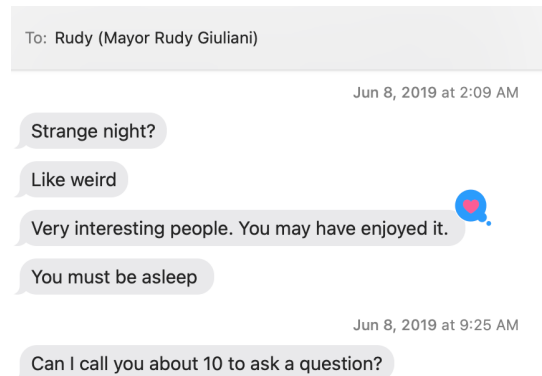 To: Rudy (Mayor Rudy Giuliani)
Jun 8, 2019 at 2:09 AM
Strange night?
Like weird
Very interesting people. You may have enjoyed it.
You must be asleep
Jun 8, 2019 at 9:25 AM
Can I call you about 10 to ask a question?